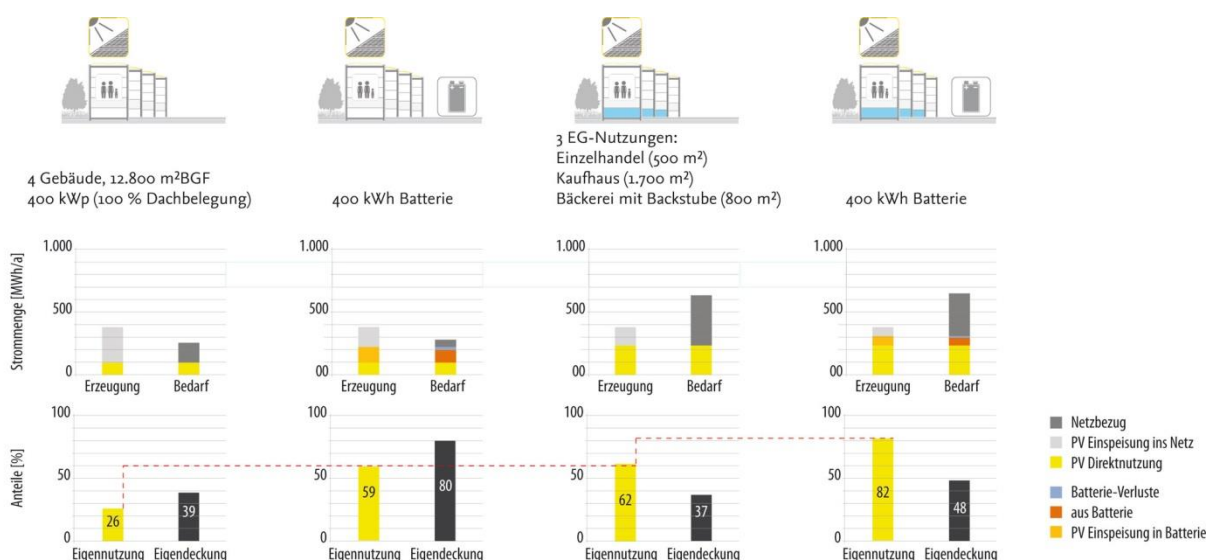 4 Gebäude, 12.800 m²BGF
400 kWp (100 % Dachbelegung)
400 kWh Batterie
3 EG-Nutzungen:
Einzelhandel (500 m²)
Kaufhaus (1.700 m²)
Bäckerei mit Backstube (800 m²)
400 kWh Batterie
Strommenge [MWh/a]
1.000
500
00
Erzeugung Bedarf
1.000
500
00
Erzeugung Bedarf
1.000
500
00
Erzeugung Bedarf
1.000
500
00
Erzeugung Bedarf
Anteile [%]
100
50
0
26
39
Eigennutzung Eigendeckung
100
50
0
59
80
Eigennutzung Eigendeckung
100
50
0
62
37
Eigennutzung Eigendeckung
100
50
0
82
48
Eigennutzung Eigendeckung
Netzbezug
PV Einspeisung ins Netz
PV Direktnutzung
Batterie-Verluste
aus Batterie
PV Einspeisung in Batterie